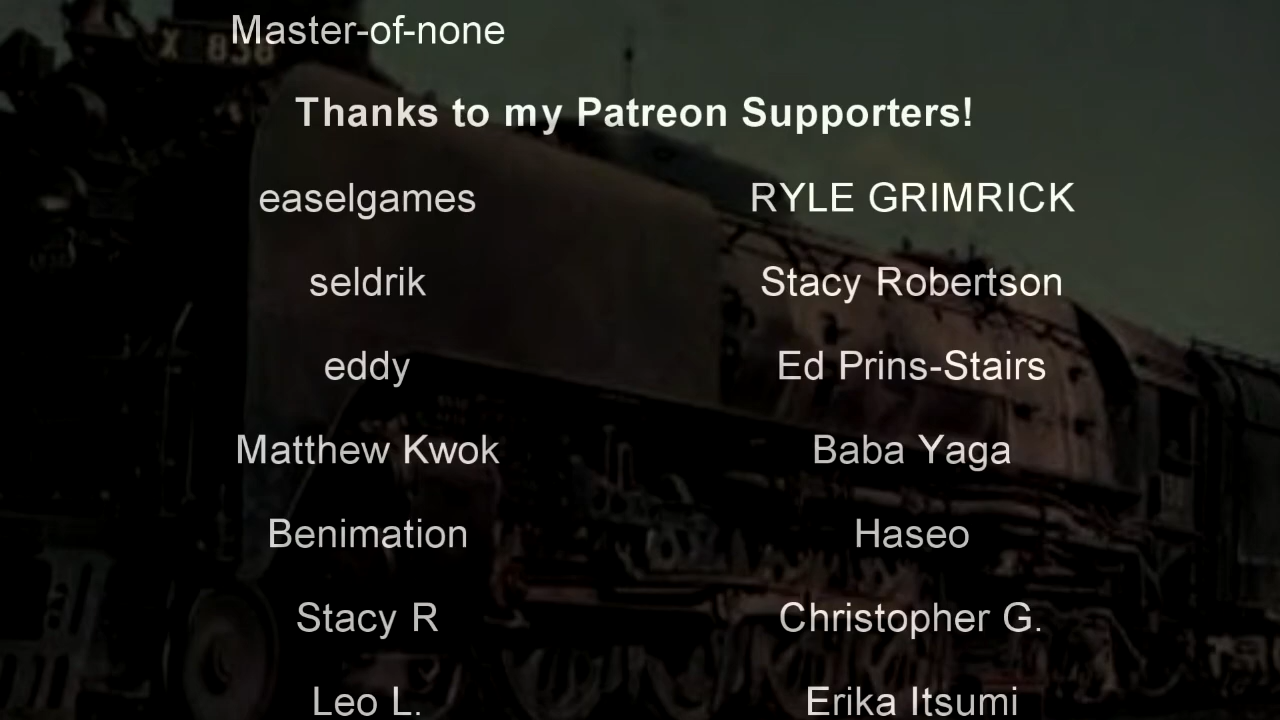 X 838
Master-of-none
Thanks to my Patreon Supporters!
easelgames RYLE GRIMRICK
seldrik Stacy Robertson
eddy Ed Prins-Stairs
Matthew Kwok Baba Yaga
Benimation Haseo
Stacy R Christopher G.
Leo L. Erika Itsumi